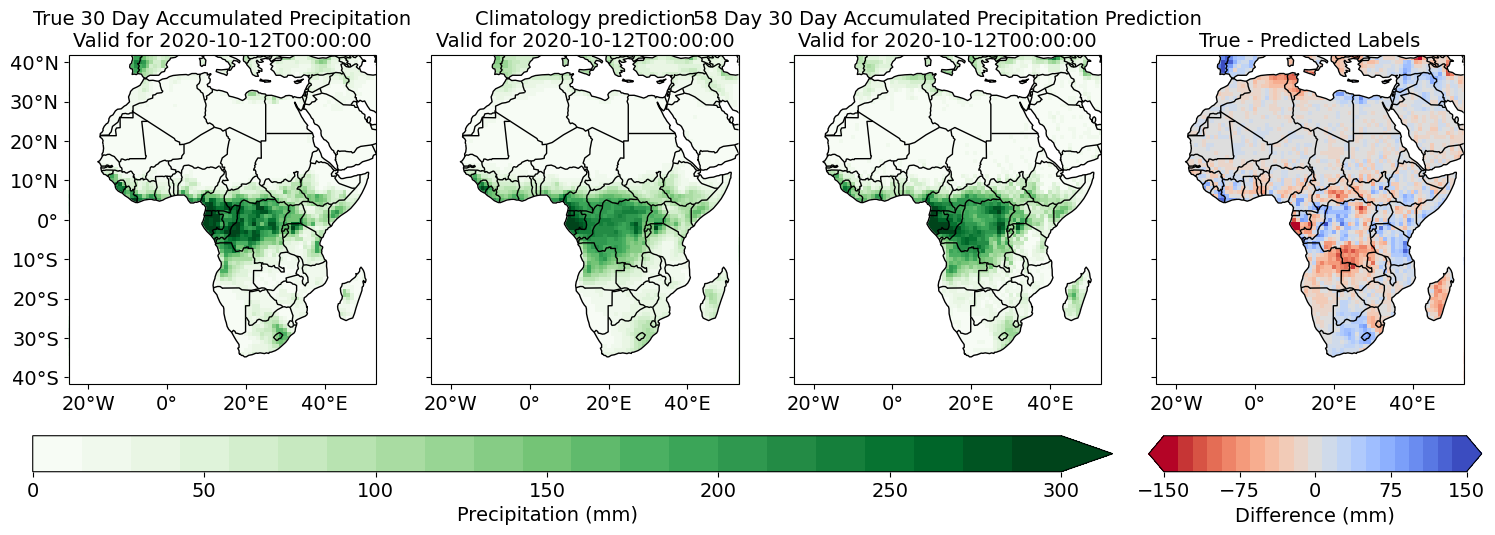 True 30 Day Accumulated Precipitation
Valid for 2020-10-12T00:00:00
Climatology prediction
Valid for 2020-10-12T00:00:00
58 Day 30 Day Accumulated Precipitation Prediction
Valid for 2020-10-12T00:00:00
True - Predicted Labels
40°N
30°N
20°N
10°N
0°
10°S
20°S
30°S
40°S
20°W 0° 20°E 40°E
20°W 0° 20°E 40°E
20°W 0° 20°E 40°E
20°W 0° 20°E 40°E
0 50 100 150 200 250 300
Precipitation (mm)
−150 −75 0 75 150
Difference (mm)